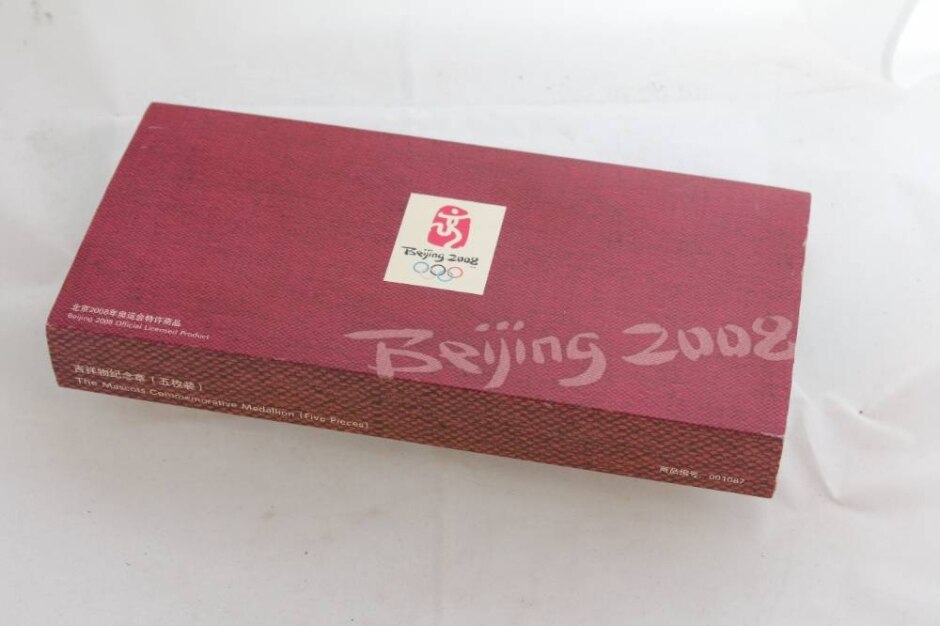 Beijing 2008
北京2008年奥运会特许商品
Beijing 2008 Official Licensed Product
Beijing 2008
吉祥物纪念章（五枚装）
The Mascots Commemorative Medallion (Five Pieces)
商品编号：001087